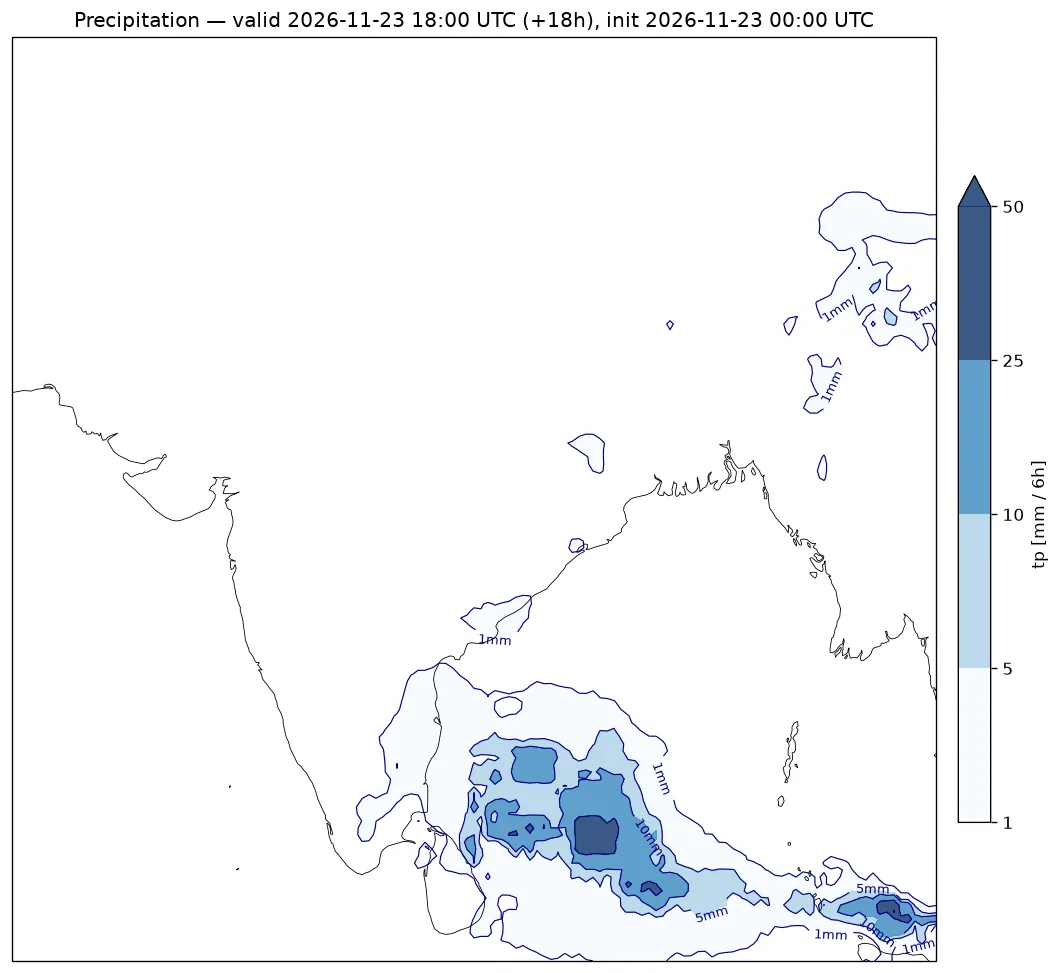 Precipitation — valid 2026-11-23 18:00 UTC (+18h), init 2026-11-23 00:00 UTC
50
1mm
1mm
25
1mm
tp [mm / 6h]
10
1mm
5
1mm
10mm
1
5mm
5mm
10mm
1mm
1mm